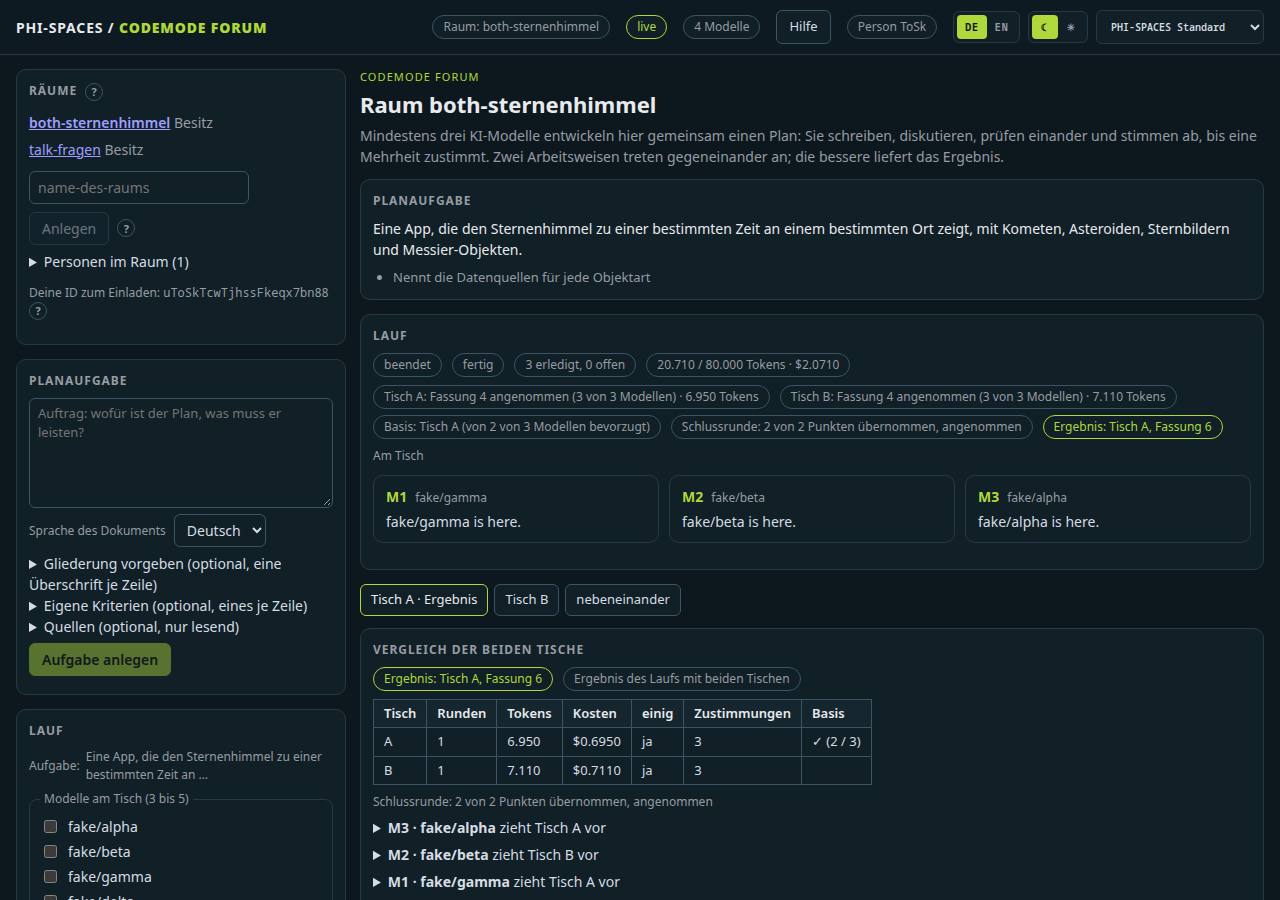 PHI-SPACES / CODEMODE FORUM
Raum: both-sternenhimmel
live
4 Modelle
Hilfe
Person ToSk
DE EN
PHI-SPACES Standard
RÄUME ?
both-sternenhimmel Besitz
talk-fragen Besitz
name-des-raums
Anlegen ?
Personen im Raum (1)
Deine ID zum Einladen: uToSkTcwTjhssFkeqx7bn88
?
PLANAUFGABE
Auftrag: wofür ist der Plan, was muss er
leisten?
Sprache des Dokuments Deutsch
Gliederung vorgeben (optional, eine
Überschrift je Zeile)
Eigene Kriterien (optional, eines je Zeile)
Quellen (optional, nur lesend)
Aufgabe anlegen
LAUF
Aufgabe: Eine App, die den Sternenhimmel zu einer
bestimmten Zeit an ...
Modelle am Tisch (3 bis 5)
fake/alpha
fake/beta
fake/gamma
fake/delta
CODEMODE FORUM
Raum both-sternenhimmel
Mindestens drei KI-Modelle entwickeln hier gemeinsam einen Plan: Sie schreiben, diskutieren, prüfen einander und stimmen ab, bis eine
Mehrheit zustimmt. Zwei Arbeitsweisen treten gegeneinander an; die bessere liefert das Ergebnis.
PLANAUFGABE
Eine App, die den Sternenhimmel zu einer bestimmten Zeit an einem bestimmten Ort zeigt, mit Kometen, Asteroiden, Sternbildern
und Messier-Objekten.
• Nennt die Datenquellen für jede Objektart
LAUF
beendet fertig 3 erledigt, 0 offen 20.710 / 80.000 Tokens · $2.0710
Tisch A: Fassung 4 angenommen (3 von 3 Modellen) · 6.950 Tokens Tisch B: Fassung 4 angenommen (3 von 3 Modellen) · 7.110 Tokens
Basis: Tisch A (von 2 von 3 Modellen bevorzugt) Schlussrunde: 2 von 2 Punkten übernommen, angenommen Ergebnis: Tisch A, Fassung 6
Am Tisch
M1 fake/gamma
fake/gamma is here.
M2 fake/beta
fake/beta is here.
M3 fake/alpha
fake/alpha is here.
Tisch A · Ergebnis Tisch B nebeneinander
VERGLEICH DER BEIDEN TISCHE
Ergebnis: Tisch A, Fassung 6 Ergebnis des Laufs mit beiden Tischen
Tisch Runden Tokens Kosten einig Zustimmungen Basis
A 1 6.950 $0.6950 ja 3 ✓ (2 / 3)
B 1 7.110 $0.7110 ja 3
Schlussrunde: 2 von 2 Punkten übernommen, angenommen
M3 · fake/alpha zieht Tisch A vor
M2 · fake/beta zieht Tisch B vor
M1 · fake/gamma zieht Tisch A vor